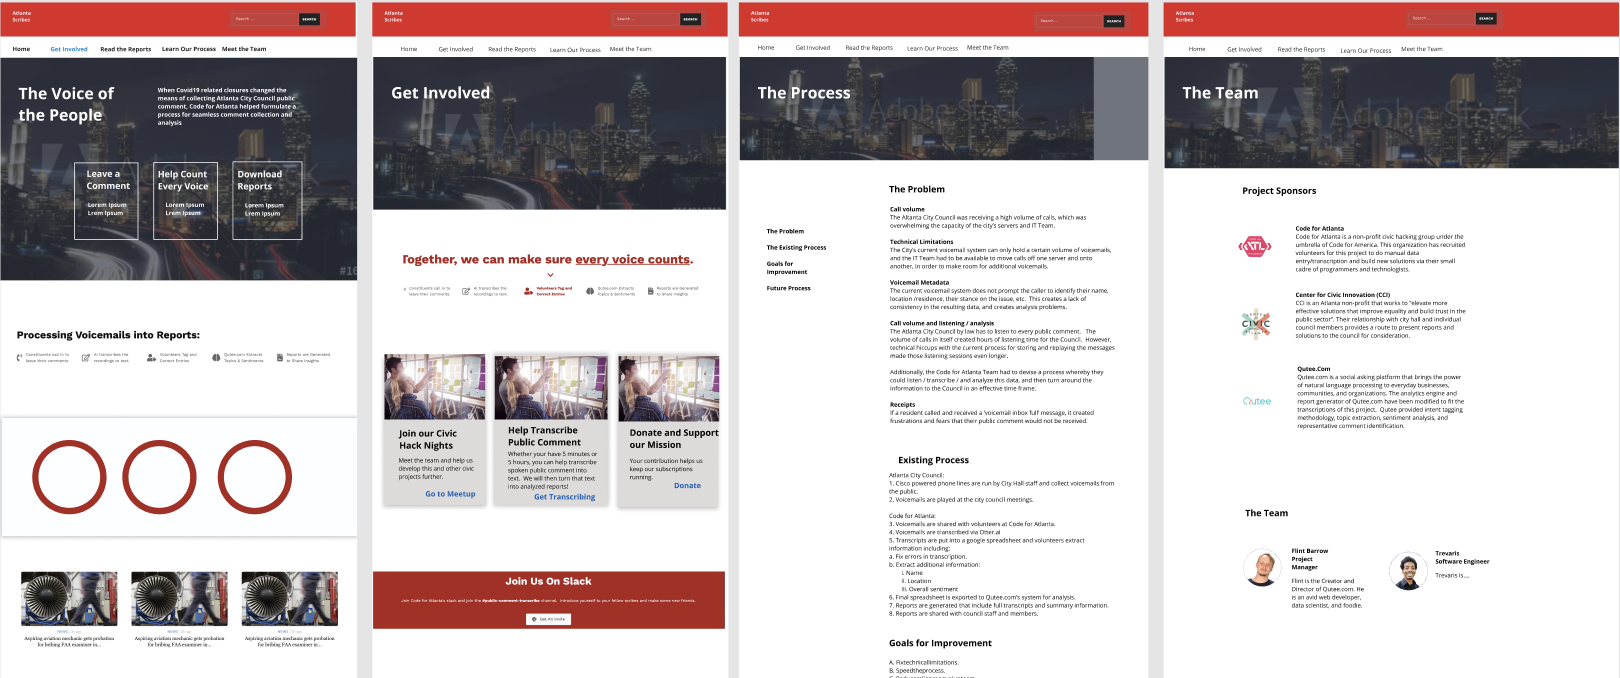 Atlanta
Scribes
Search ...
SEARCH
Home
Get Involved
Read the Reports
Learn Our Process
Meet the Team
The Voice of
the People
When Covid19 related closures changed the
means of collecting Atlanta City Council public
comment, Code for Atlanta helped formulate a
process for seamless comment collection and
analysis
Leave a
Comment
Lorem Ipsum
Lrem Ipsum
Help Count
Every Voice
Lorem Ipsum
Lrem Ipsum
Download
Reports
Lorem Ipsum
Lrem Ipsum
#16
Processing Voicemails into Reports:
Constituents call in to
leave their comments.
AI transcribes the
recordings to text.
Volunteers Tag and
Correct Entries
Qutee.com Extracts
Topics & Sentiments
Reports are Generated
to Share Insights
NEWS
Aspiring aviation mechanic gets probation
for bribing FAA examiner in...
NEWS
Aspiring aviation mechanic gets probation
for bribing FAA examiner in...
NEWS
Aspiring aviation mechanic gets probation
for bribing FAA examiner in...
Atlanta
Scribes
Search ...
SEARCH
Home
Get Involved
Read the Reports
Learn Our Process
Meet the Team
Get Involved
Adobe Stock
Together, we can make sure every voice counts.
Constituents call in to
leave their comments.
AI transcribes the
recordings to text.
Volunteers Tag and
Correct Entries
Qutee.com Extracts
Topics & Sentiments
Reports are Generated
to Share Insights
Join our Civic
Hack Nights
Meet the team and help us
develop this and other civic
projects further.
Go to Meetup
Help Transcribe
Public Comment
Whether your have 5 minutes or
5 hours, you can help transcribe
spoken public comment into
text. We will then turn that text
into analyzed reports!
Get Transcribing
Donate and Support
our Mission
Your contribution helps us
keep our subscriptions
running.
Donate
Join Us On Slack
Join Code for Atlanta's slack and join the #public-comment-transcribe channel. Introduce yourself to your fellow scribes and make some new friends.
Get An Invite
Atlanta
Scribes
Search ...
SEARCH
Home
Get Involved
Read the Reports
Learn Our Process
Meet the Team
The Process
Adobe Stock
The Problem
The Existing Process
Goals for
Improvement
Future Process
The Problem
Call volume
The Altanta City Council was receiving a high volume of calls, which was
overwhelming the capacity of the city's servers and IT Team.
Technical Limitations
The City's current voicemail system can only hold a certain volume of voicemails,
and the IT Team had to be available to move calls off one server and onto
another, in order to make room for additional voicemails.
Voicemail Metadata
The current voicemail system does not prompt the caller to identify their name,
location /residence, their stance on the issue, etc. This creates a lack of
consistency in the resulting data, and creates analysis problems.
Call volume and listening / analysis
The Atlanta City Council by law has to listen to every public comment. The
volume of calls in itself created hours of listening time for the Council. However,
technical hiccups with the current process for storing and replaying the messages
made those listening sessions even longer.
Additionally, the Code for Atlanta Team had to devise a process whereby they
could listen / transcribe / and analyze this data, and then turn around the
information to the Council in an effective time frame.
Receipts
If a resident called and received a 'voicemail inbox full' message, it created
frustrations and fears that their public comment would not be received.
Existing Process
Atlanta City Council:
1. Cisco powered phone lines are run by City Hall staff and collect voicemails from
the public.
2. Voicemails are played at the city council meetings.
Code for Atlanta:
3. Voicemails are shared with volunteers at Code for Atlanta.
4. Voicemails are transcribed via Otter.ai
5. Transcripts are put into a google spreadsheet and volunteers extract
information including:
a. Fix errors in transcription.
b. Extract additional information:
i. Name
ii. Location
iii. Overall sentiment
6. Final spreadsheet is exported to Qutee.com's system for analysis.
7. Reports are generated that include full transcripts and summary information.
8. Reports are shared with council staff and members.
Goals for Improvement
A. Fixtechnicallimitations.
B. Speedtheprocess.
Atlanta
Scribes
Search ...
SEARCH
Home
Get Involved
Read the Reports
Learn Our Process
Meet the Team
The Team
Adobe Stock
Project Sponsors
ATL
Code for Atlanta
Code for Atlanta is a non-profit civic hacking group under the
umbrella of Code for America. This organization has recruited
volunteers for this project to do manual data
entry/transcription and build new solutions via their small
cadre of programmers and technologists.
CIVIC
Center for Civic Innovation (CCI)
CCI is an Atlanta non-profit that works to "elevate more
effective solutions that improve equality and build trust in the
public sector". Their relationship with city hall and individual
council members provides a route to present reports and
solutions to the council for consideration.
Qutee
Qutee.Com
Qutee.com is a social asking platform that brings the power
of natural language processing to everyday businesses,
communities, and organizations. The analytics engine and
report generator of Qutee.com have been modified to fit the
transcriptions of this project. Qutee provided intent tagging
methodology, topic extraction, sentiment analysis, and
representative comment identification.
The Team
Flint Barrow
Project
Manager
Flint is the Creator and
Director of Qutee.com. He
is an avid web developer,
data scientist, and foodie.
Trevaris
Software Engineer
Trevaris is....